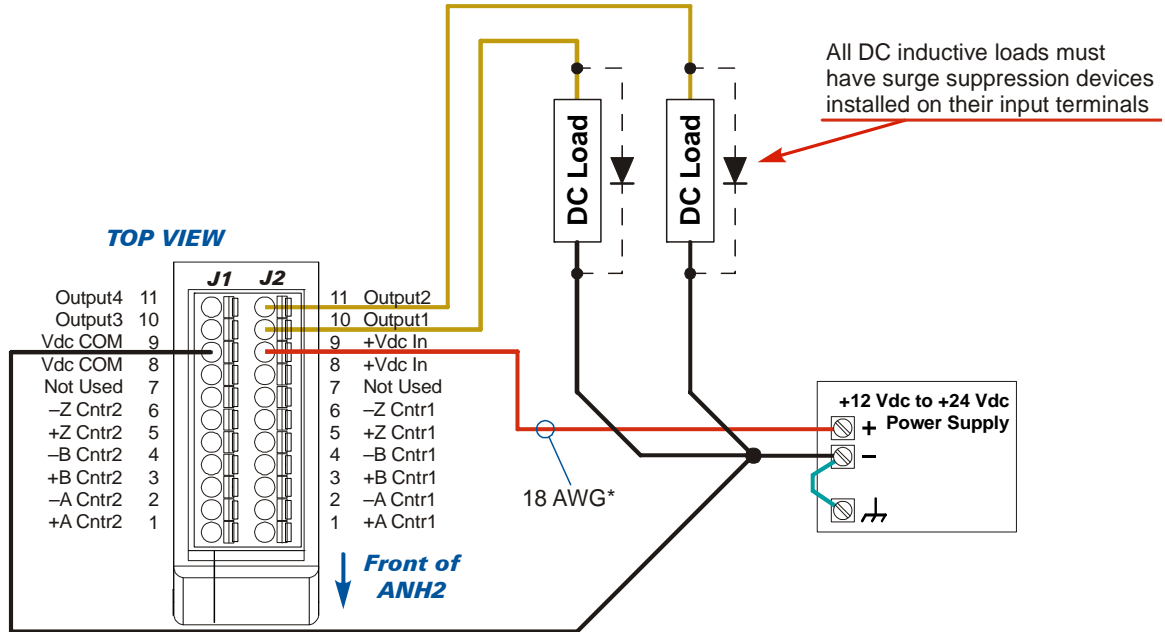 All DC inductive loads must
have surge suppression devices
installed on their input terminals
DC Load
DC Load
TOP VIEW
J1 J2
Output4 11
Output3 10
Vdc COM 9
Vdc COM 8
Not Used 7
–Z Cntr2 6
+Z Cntr2 5
–B Cntr2 4
+B Cntr2 3
–A Cntr2 2
+A Cntr2 1
11 Output2
10 Output1
9 +Vdc In
8 +Vdc In
7 Not Used
6 –Z Cntr1
5 +Z Cntr1
4 –B Cntr1
3 +B Cntr1
2 –A Cntr1
1 +A Cntr1
18 AWG*
+12 Vdc to +24 Vdc
Power Supply
+
–
Front of
ANH2